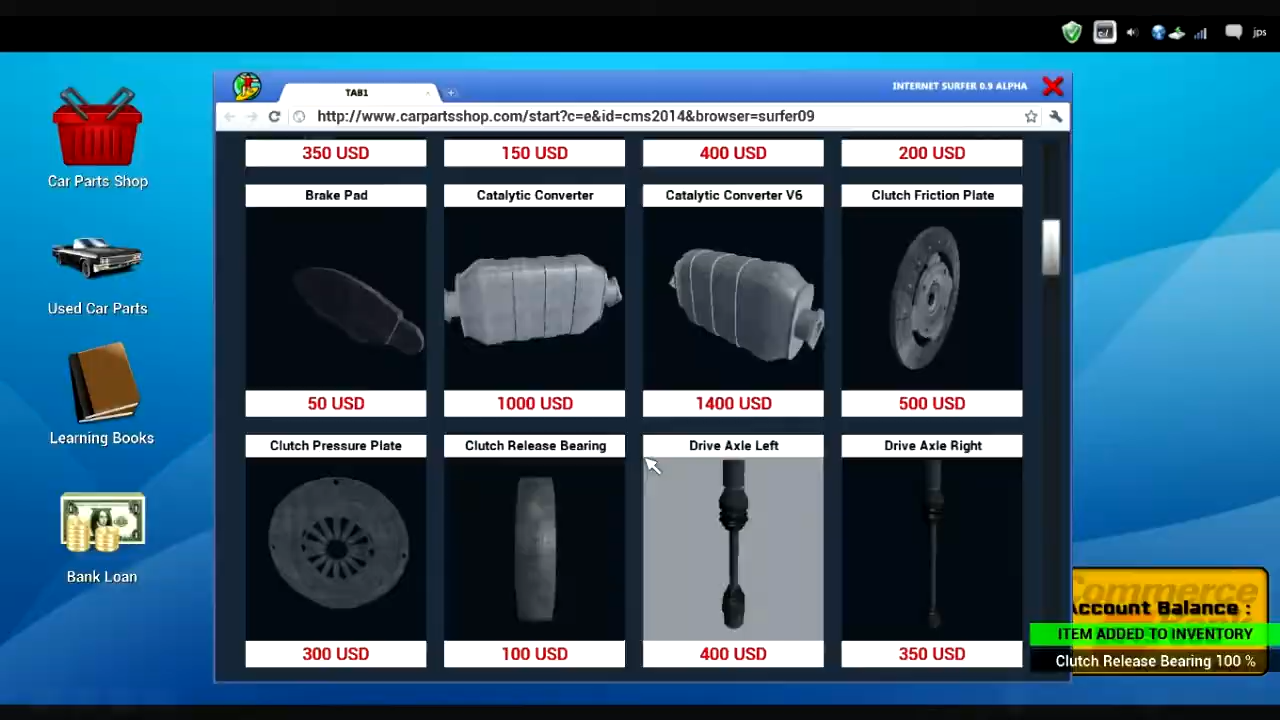 jps
TAB1
INTERNET SURFER 0.9 ALPHA
http://www.carpartsshop.com/start?c=e&id=cms2014&browser=surfer09
Car Parts Shop
Used Car Parts
Learning Books
Bank Loan
350 USD 150 USD 400 USD 200 USD
Brake Pad Catalytic Converter Catalytic Converter V6 Clutch Friction Plate
50 USD 1000 USD 1400 USD 500 USD
Clutch Pressure Plate Clutch Release Bearing Drive Axle Left Drive Axle Right
300 USD 100 USD 400 USD 350 USD
Commerce
Account Balance :
ITEM ADDED TO INVENTORY
Clutch Release Bearing 100 %